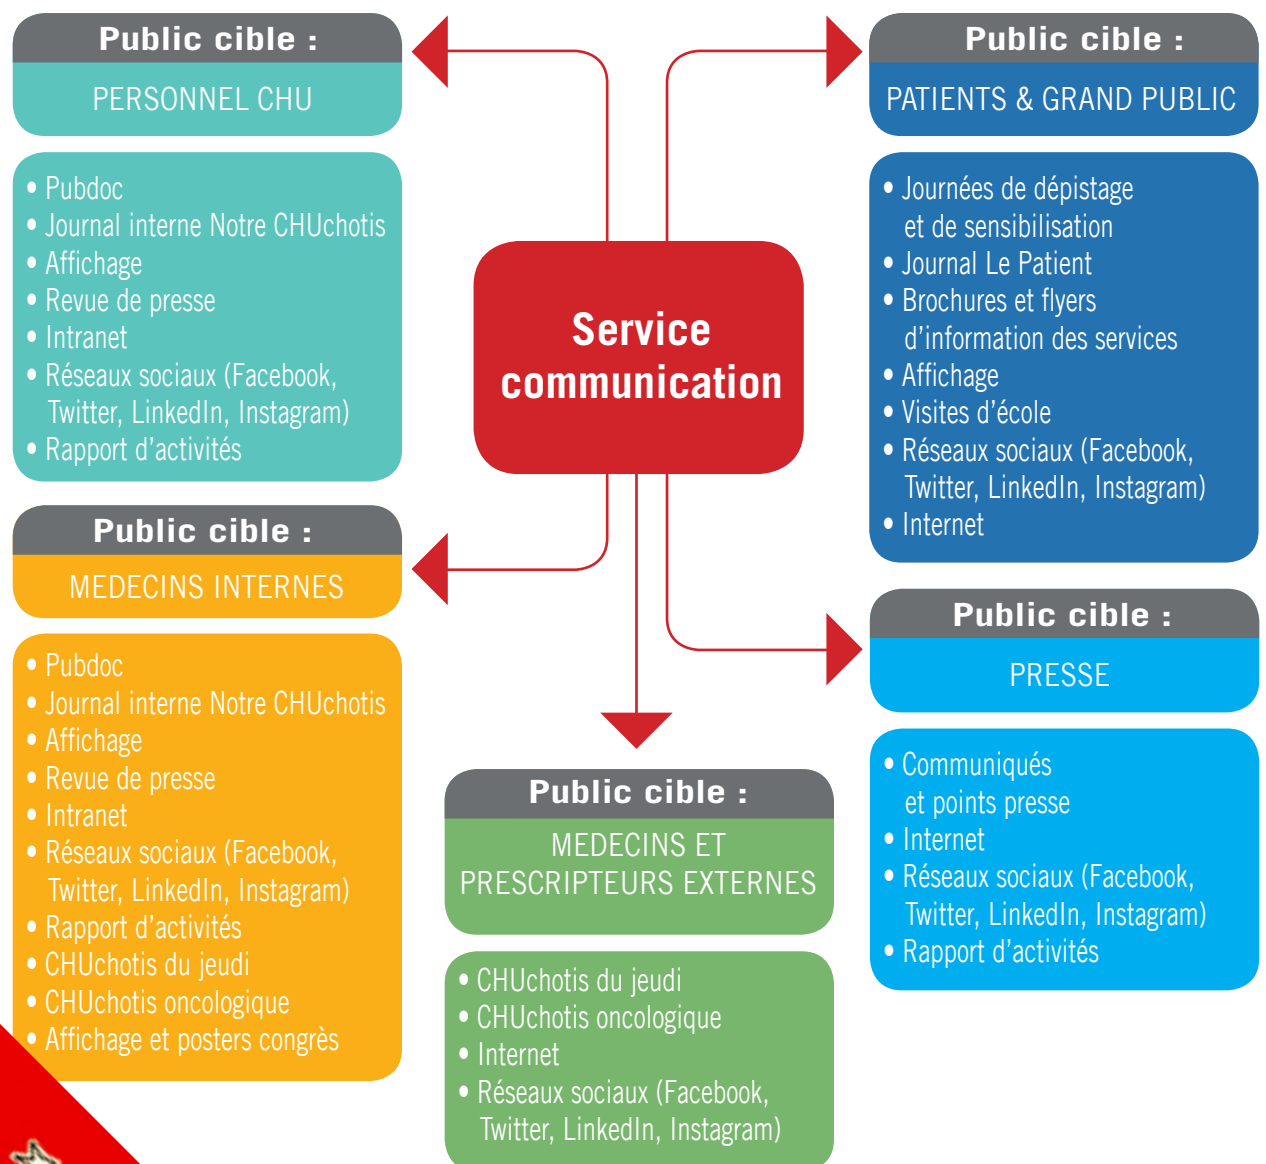 Public cible :
PERSONNEL CHU
• Pubdoc
• Journal interne Notre CHUchotis
• Affichage
• Revue de presse
• Intranet
• Réseaux sociaux (Facebook,
Twitter, LinkedIn, Instagram)
• Rapport d’activités
Public cible :
MEDECINS INTERNES
• Pubdoc
• Journal interne Notre CHUchotis
• Affichage
• Revue de presse
• Intranet
• Réseaux sociaux (Facebook,
Twitter, LinkedIn, Instagram)
• Rapport d’activités
• CHUchotis du jeudi
• CHUchotis oncologique
• Affichage et posters congrès
Service
communication
Public cible :
MEDECINS ET
PRESCRIPTEURS EXTERNES
• CHUchotis du jeudi
• CHUchotis oncologique
• Internet
• Réseaux sociaux (Facebook,
Twitter, LinkedIn, Instagram)
Public cible :
PATIENTS & GRAND PUBLIC
• Journées de dépistage
et de sensibilisation
• Journal Le Patient
• Brochures et flyers
d’information des services
• Affichage
• Visites d’école
• Réseaux sociaux (Facebook,
Twitter, LinkedIn, Instagram)
• Internet
Public cible :
PRESSE
• Communiqués
et points presse
• Internet
• Réseaux sociaux (Facebook,
Twitter, LinkedIn, Instagram)
• Rapport d’activités